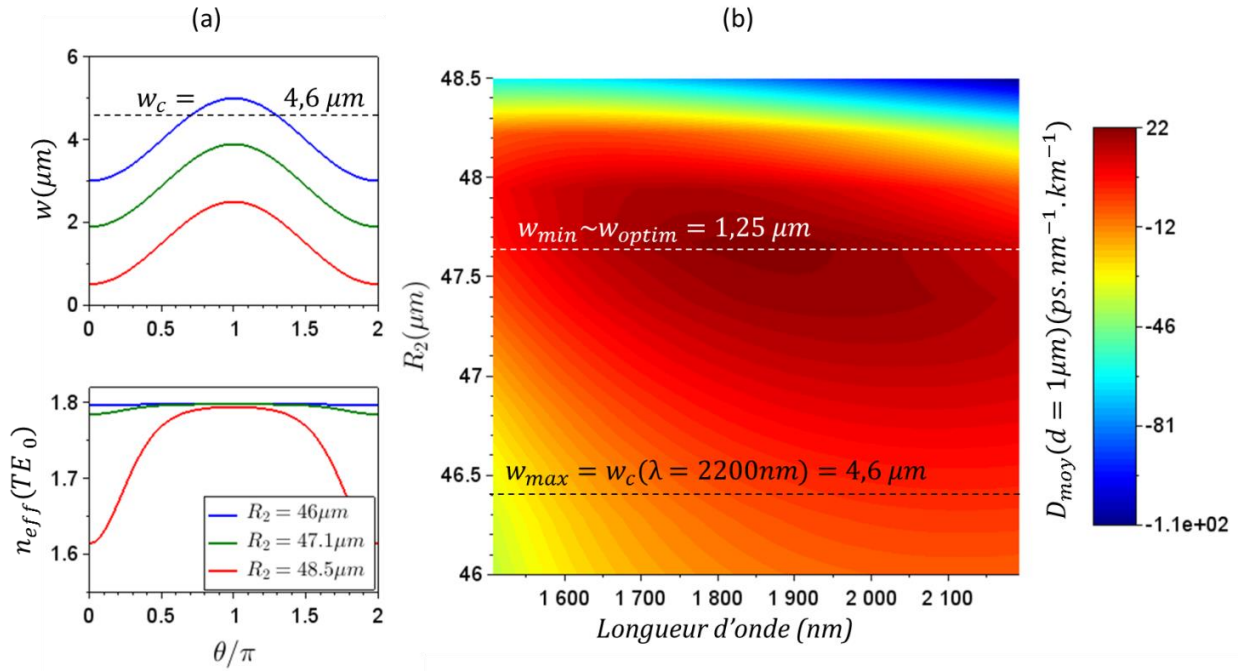 (a)
(b)
6
4
2
0
w(μm)
w_c = 4,6 μm
0 0.5 1 1.5 2
1.8
1.7
1.6
n_eff(TE_0)
R_2 = 46μm
R_2 = 47.1μm
R_2 = 48.5μm
0 0.5 1 1.5 2
θ/π
48.5
48
47.5
47
46.5
46
R_2(μm)
w_min~w_optim = 1,25 μm
w_max = w_c(λ = 2200nm) = 4,6 μm
1 600 1 700 1 800 1 900 2 000 2 100
Longueur d'onde (nm)
D_moy(d = 1μm)(ps.nm⁻¹.km⁻¹)
22
-12
-46
-81
-1.1e+02